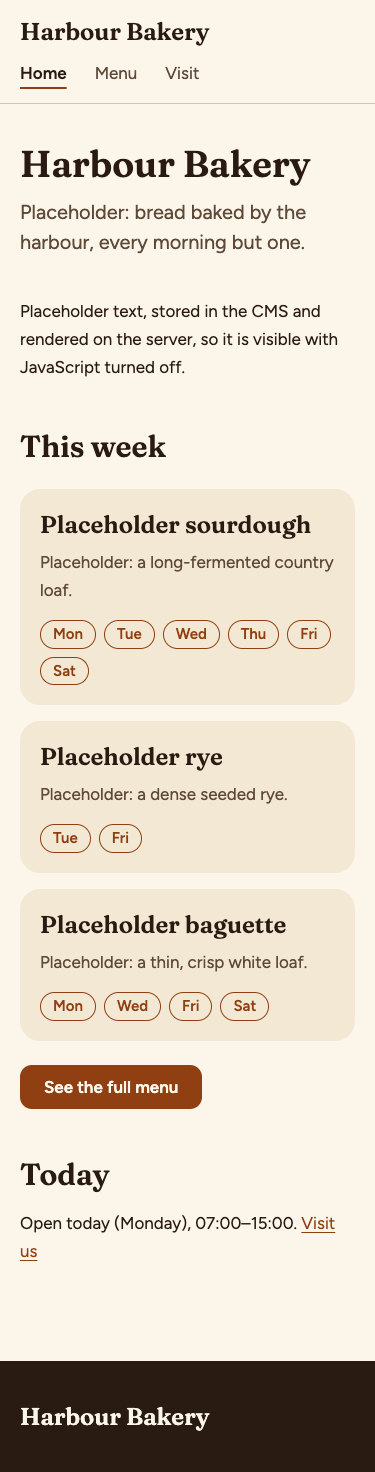 Harbour Bakery
Home Menu Visit
Harbour Bakery
Placeholder: bread baked by the
harbour, every morning but one.
Placeholder text, stored in the CMS and
rendered on the server, so it is visible with
JavaScript turned off.
This week
Placeholder sourdough
Placeholder: a long-fermented country
loaf.
Mon Tue Wed Thu Fri
Sat
Placeholder rye
Placeholder: a dense seeded rye.
Tue Fri
Placeholder baguette
Placeholder: a thin, crisp white loaf.
Mon Wed Fri Sat
See the full menu
Today
Open today (Monday), 07:00–15:00. Visit
us
Harbour Bakery